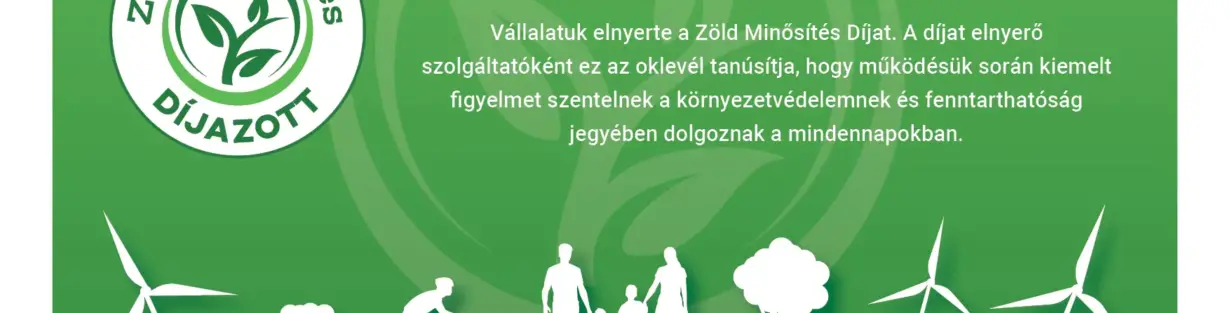 DÍJAZOTT
Vállalatuk elnyerte a Zöld Minősítés Díjat. A díjat elnyerő
szolgáltatóként ez az oklevél tanúsítja, hogy működésük során kiemelt
figyelmet szentelnek a környezetvédelemnek és fenntarthatóság
jegyében dolgoznak a mindennapokban.